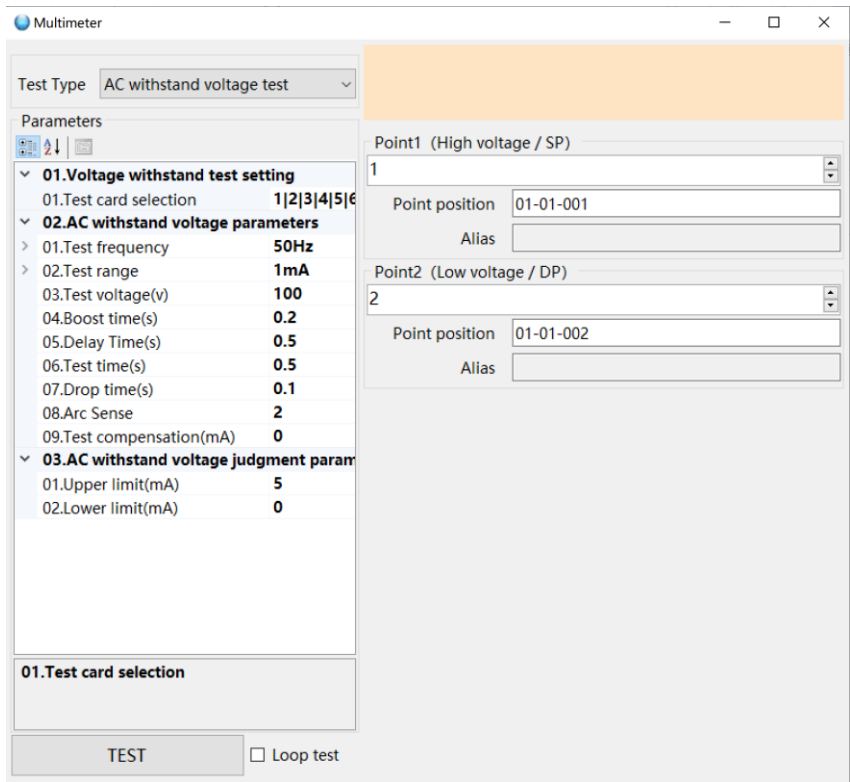 Multimeter
Test Type AC withstand voltage test
Parameters
01.Voltage withstand test setting
01.Test card selection 1|2|3|4|5|6
02.AC withstand voltage parameters
01.Test frequency 50Hz
02.Test range 1mA
03.Test voltage(v) 100
04.Boost time(s) 0.2
05.Delay Time(s) 0.5
06.Test time(s) 0.5
07.Drop time(s) 0.1
08.Arc Sense 2
09.Test compensation(mA) 0
03.AC withstand voltage judgment param
01.Upper limit(mA) 5
02.Lower limit(mA) 0
01.Test card selection
TEST Loop test
Point1 (High voltage / SP)
1
Point position 01-01-001
Alias
Point2 (Low voltage / DP)
2
Point position 01-01-002
Alias